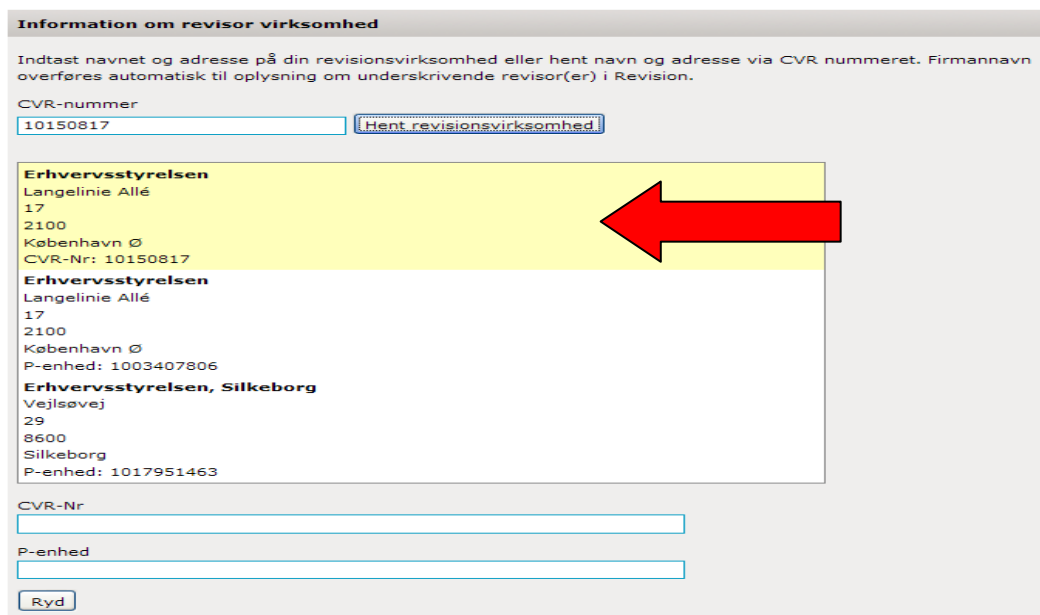 Information om revisor virksomhed
Indtast navnet og adresse på din revisionsvirksomhed eller hent navn og adresse via CVR nummeret. Firmannavn
overføres automatisk til oplysning om underskrivende revisor(er) i Revision.
CVR-nummer
10150817 Hent revisionsvirksomhed
Erhvervsstyrelsen
Langelinie Allé
17
2100
København Ø
CVR-Nr: 10150817
Erhvervsstyrelsen
Langelinie Allé
17
2100
København Ø
P-enhed: 1003407806
Erhvervsstyrelsen, Silkeborg
Vejlsøvej
29
8600
Silkeborg
P-enhed: 1017951463
CVR-Nr
P-enhed
Ryd